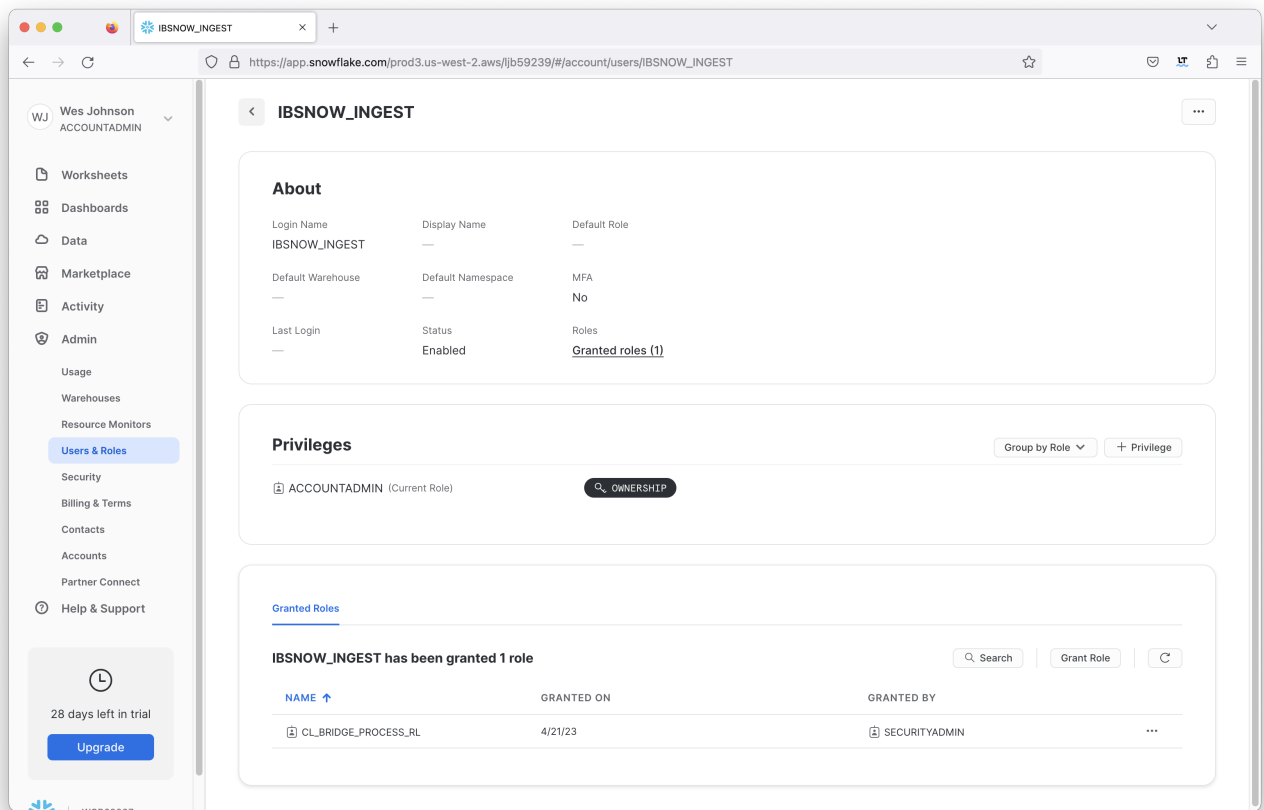 IBSNOW_INGEST
https://app.snowflake.com/prod3.us-west-2.aws/ljb59239/#/account/users/IBSNOW_INGEST
WJ
Wes Johnson
ACCOUNTADMIN
Worksheets
Dashboards
Data
Marketplace
Activity
Admin
Usage
Warehouses
Resource Monitors
Users & Roles
Security
Billing & Terms
Contacts
Accounts
Partner Connect
Help & Support
28 days left in trial
Upgrade
IBSNOW_INGEST
About
Login Name Display Name Default Role
IBSNOW_INGEST — —
Default Warehouse Default Namespace MFA
— — No
Last Login Status Roles
— Enabled Granted roles (1)
Privileges
Group by Role + Privilege
ACCOUNTADMIN (Current Role) OWNERSHIP
Granted Roles
IBSNOW_INGEST has been granted 1 role
Search Grant Role
NAME GRANTED ON GRANTED BY
CL_BRIDGE_PROCESS_RL 4/21/23 SECURITYADMIN